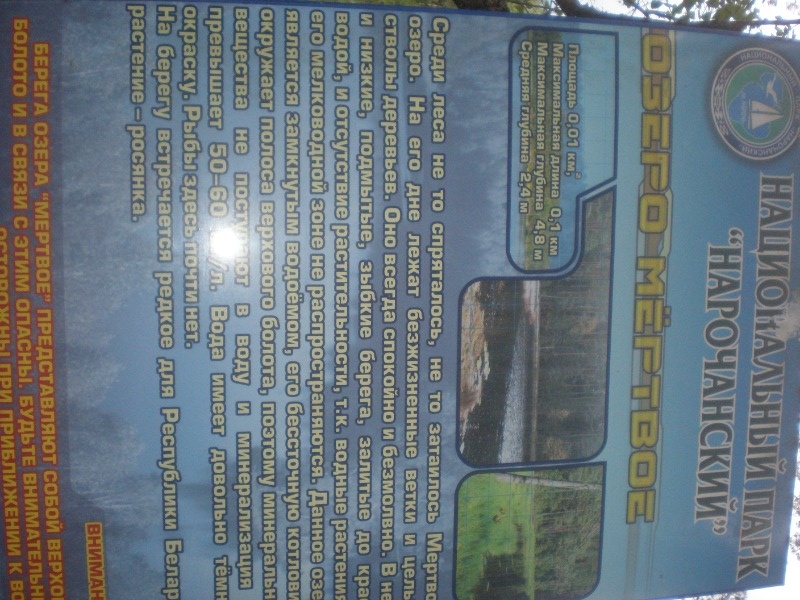 НАЦИОНАЛЬНЫЙ ПАРК
"НАРОЧАНСКИЙ"
ОЗЕРО МЁРТВОЕ
Площадь 0,01 км²
Максимальная длина 0,1 км
Максимальная глубина 4,8 м
Средняя глубина 2,4 м
Среди леса не то спряталось, не то затаилось Мертво
озеро. На его дне лежат безжизненные ветки и целы
стволы деревьев. Оно всегда спокойно и безмолвно. В не
и низкие, подмытые, зыбкие берега, залитые до кра
водой, и отсутствие растительности, т.к. водные растения
его мелководной зоне не распространяются. Данное озе
является замкнутым водоёмом, его бессточную котлови
окружает полоса верхового болота, поэтому минеральн
вещества не поступают в воду и минерализация
превышает 50-60 /л. Вода имеет довольно тёмн
окраску. Рыбы здесь почти нет.
На берегу встречается редкое для Республики Белар
растение – росянка.
ВНИМАН
БЕРЕГА ОЗЕРА "МЕРТВОЕ" ПРЕДСТАВЛЯЮТ СОБОЙ ВЕРХОВ
БОЛОТО И В СВЯЗИ С ЭТИМ ОПАСНЫ. БУДЬТЕ ВНИМАТЕЛЬН
ОСТОРОЖНЫ ПРИ ПРИБЛИЖЕНИИ К ВО